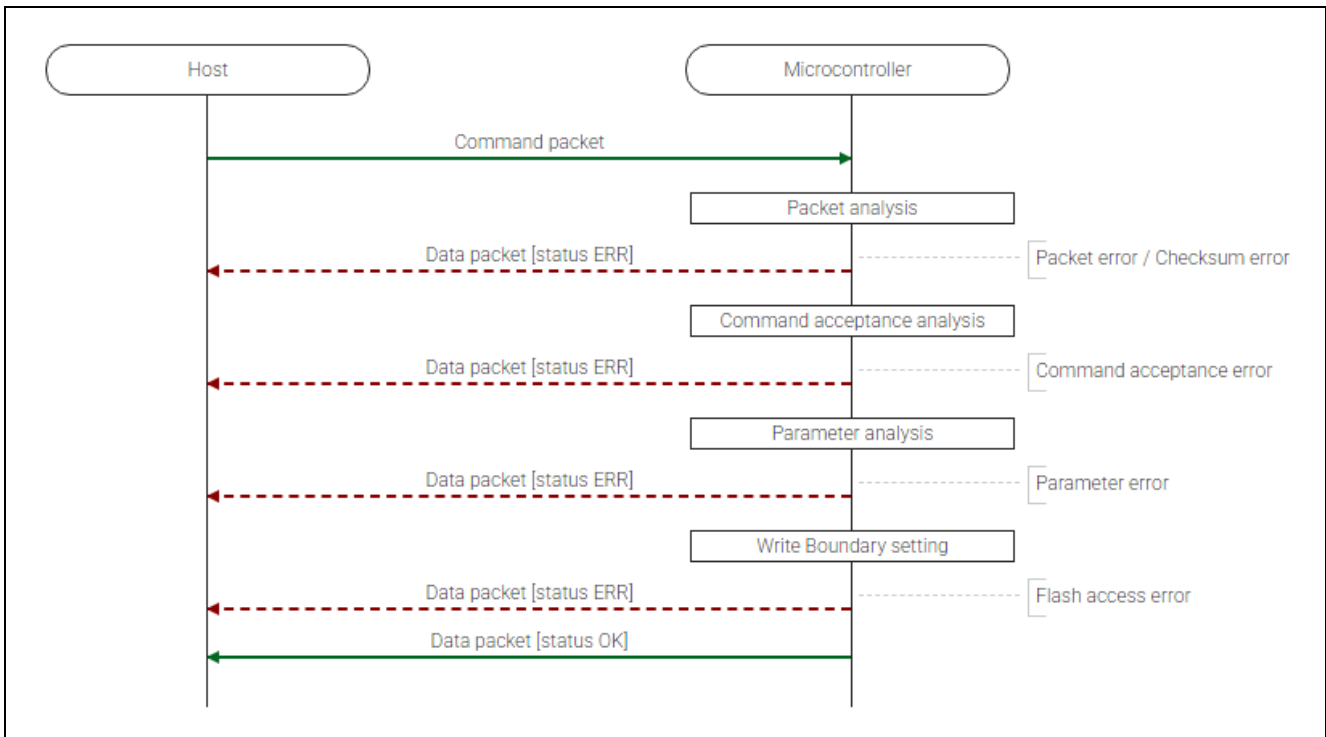 Host
Microcontroller
Command packet
Packet analysis
Data packet [status ERR]
Packet error / Checksum error
Command acceptance analysis
Data packet [status ERR]
Command acceptance error
Parameter analysis
Data packet [status ERR]
Parameter error
Write Boundary setting
Data packet [status ERR]
Flash access error
Data packet [status OK]